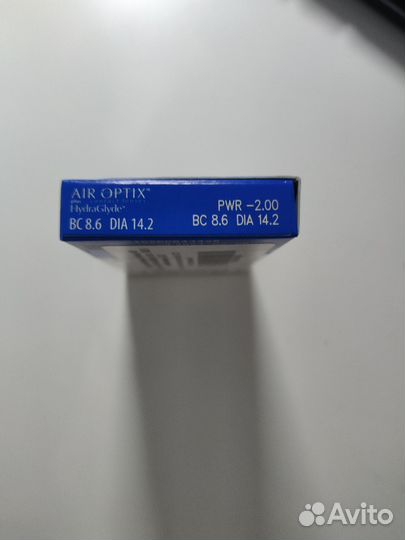 AIR OPTIX™
plus
HydraGlyde®
BC 8.6 DIA 14.2
PWR -2.00
BC 8.6 DIA 14.2
Avito